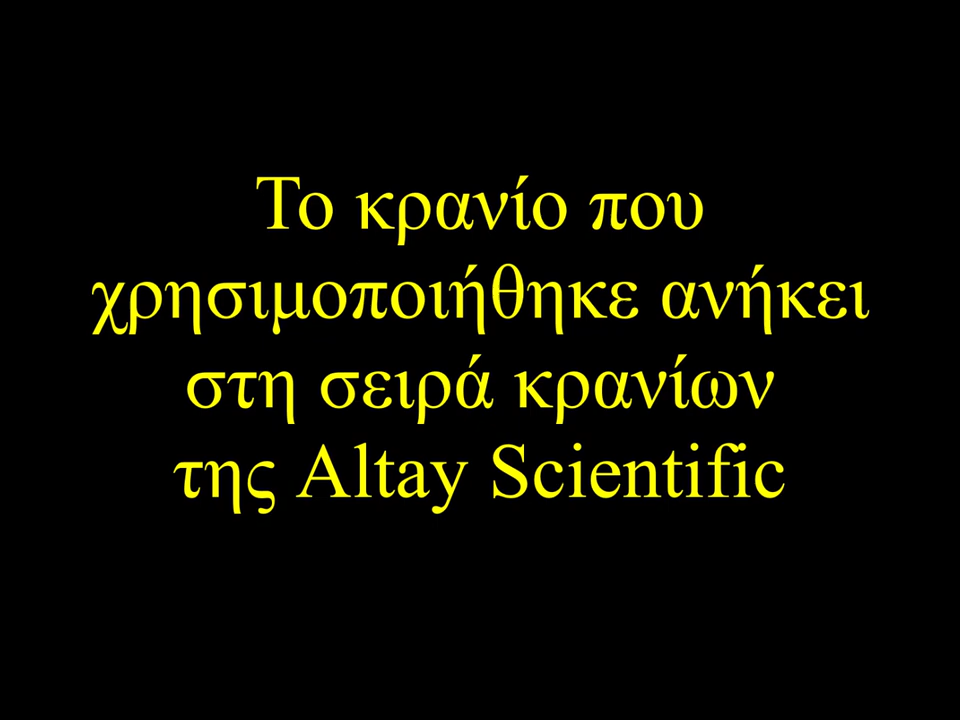 Το κρανίο που
χρησιμοποιήθηκε ανήκει
στη σειρά κρανίων
της Altay Scientific